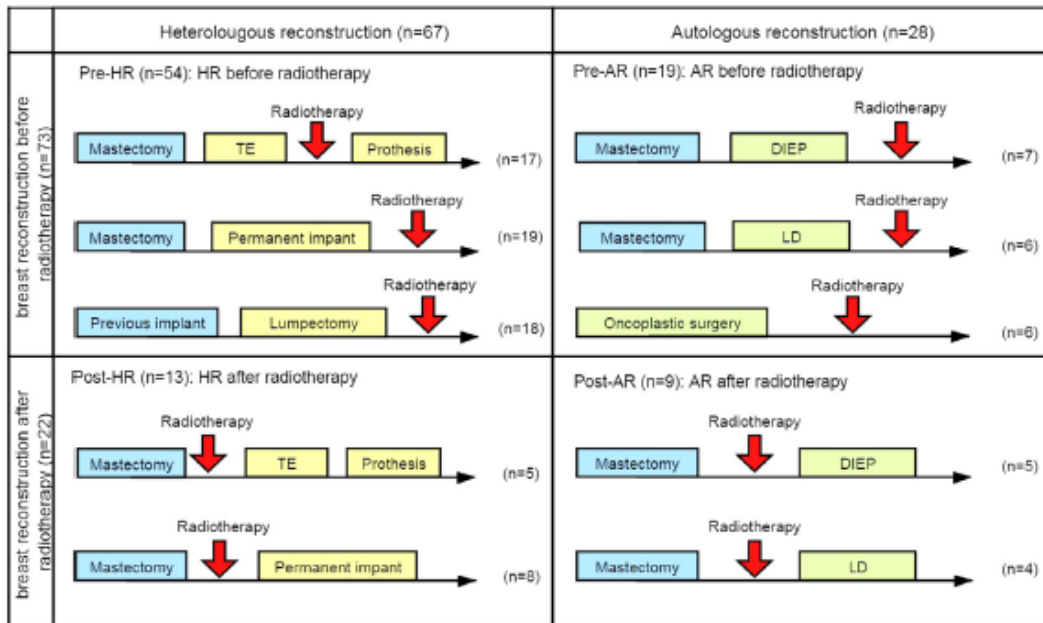 Heterolougous reconstruction (n=67)
Autologous reconstruction (n=28)
breast reconstruction before
radiotherapy (n=73)
Pre-HR (n=54): HR before radiotherapy
Radiotherapy
Mastectomy
TE
Prothesis
(n=17)
Radiotherapy
Mastectomy
Permanent impant
(n=19)
Radiotherapy
Previous implant
Lumpectomy
(n=18)
Pre-AR (n=19): AR before radiotherapy
Radiotherapy
Mastectomy
DIEP
(n=7)
Radiotherapy
Mastectomy
LD
(n=6)
Radiotherapy
Oncoplastic surgery
(n=6)
breast reconstruction after
radiotherapy (n=22)
Post-HR (n=13): HR after radiotherapy
Radiotherapy
Mastectomy
TE
Prothesis
(n=5)
Radiotherapy
Mastectomy
Permanent impant
(n=8)
Post-AR (n=9): AR after radiotherapy
Radiotherapy
Mastectomy
DIEP
(n=5)
Radiotherapy
Mastectomy
LD
(n=4)